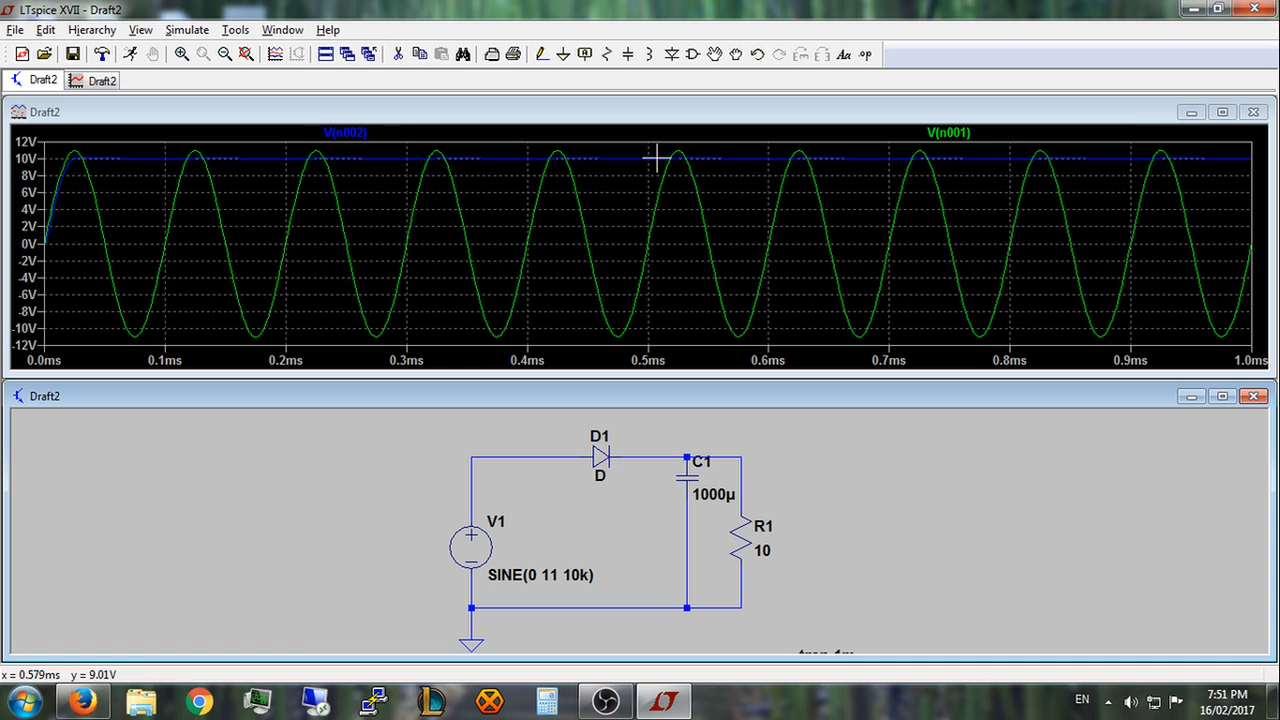 LTspice XVII - Draft2
File Edit Hierarchy View Simulate Tools Window Help
Aa .op
Draft2 Draft2
Draft2
V(n002) V(n001)
12V
10V
8V
6V
4V
2V
0V
-2V
-4V
-6V
-8V
-10V
-12V
0.0ms 0.1ms 0.2ms 0.3ms 0.4ms 0.5ms 0.6ms 0.7ms 0.8ms 0.9ms 1.0ms
Draft2
D1
D
C1
1000µ
V1
R1
10
SINE(0 11 10k)
x = 0.579ms y = 9.01V
EN
7:51 PM
16/02/2017